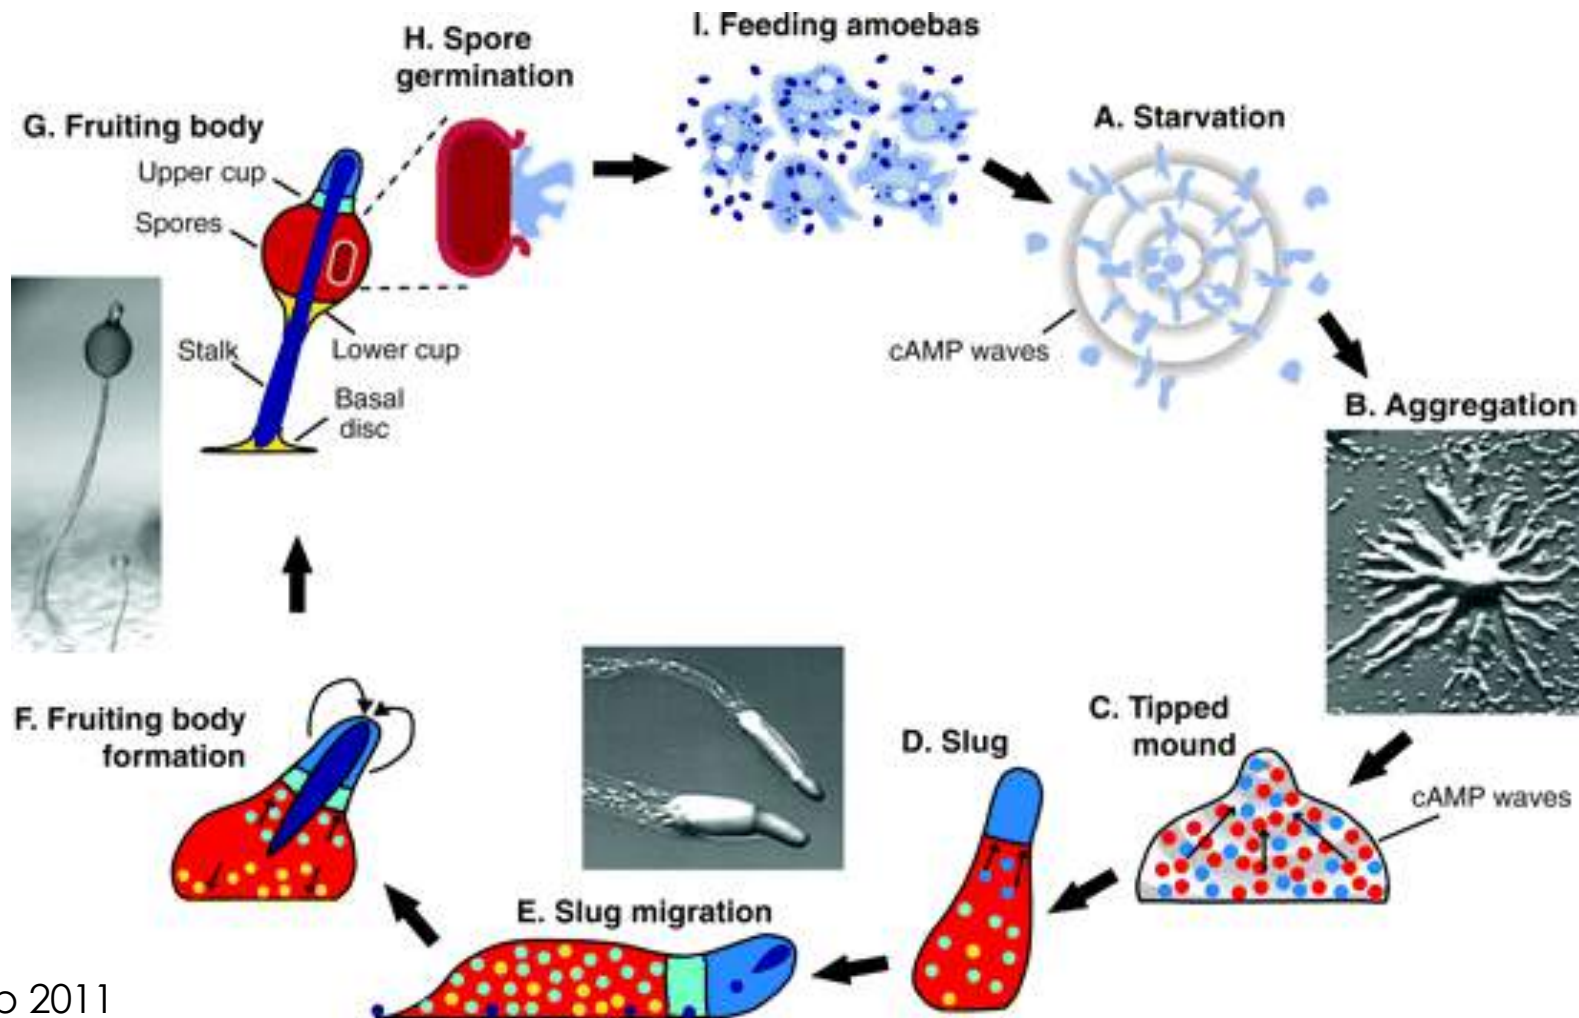 I. Feeding amoebas
H. Spore
germination
A. Starvation
G. Fruiting body
Upper cup
Spores
Stalk
Lower cup
Basal
disc
cAMP waves
B. Aggregation
C. Tipped
mound
cAMP waves
D. Slug
E. Slug migration
F. Fruiting body
formation
2011